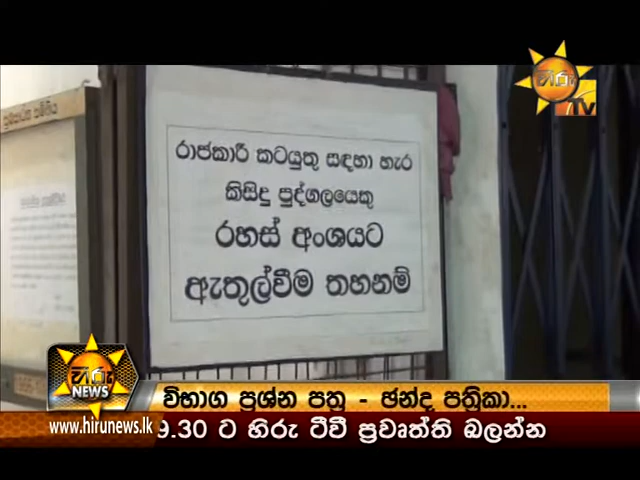 හිරු
TV
රාජකාරී කටයුතු සඳහා හැර
කිසිදු පුද්ගලයෙකු
රහස් අංශයට
ඇතුල්වීම තහනම්
හිරු
NEWS
විභාග ප්‍රශ්න පත්‍ර - ඡන්ද පත්‍රිකා...
www.hirunews.lk
9.30 ට හිරු ටීවී ප්‍රවෘත්ති බලන්න